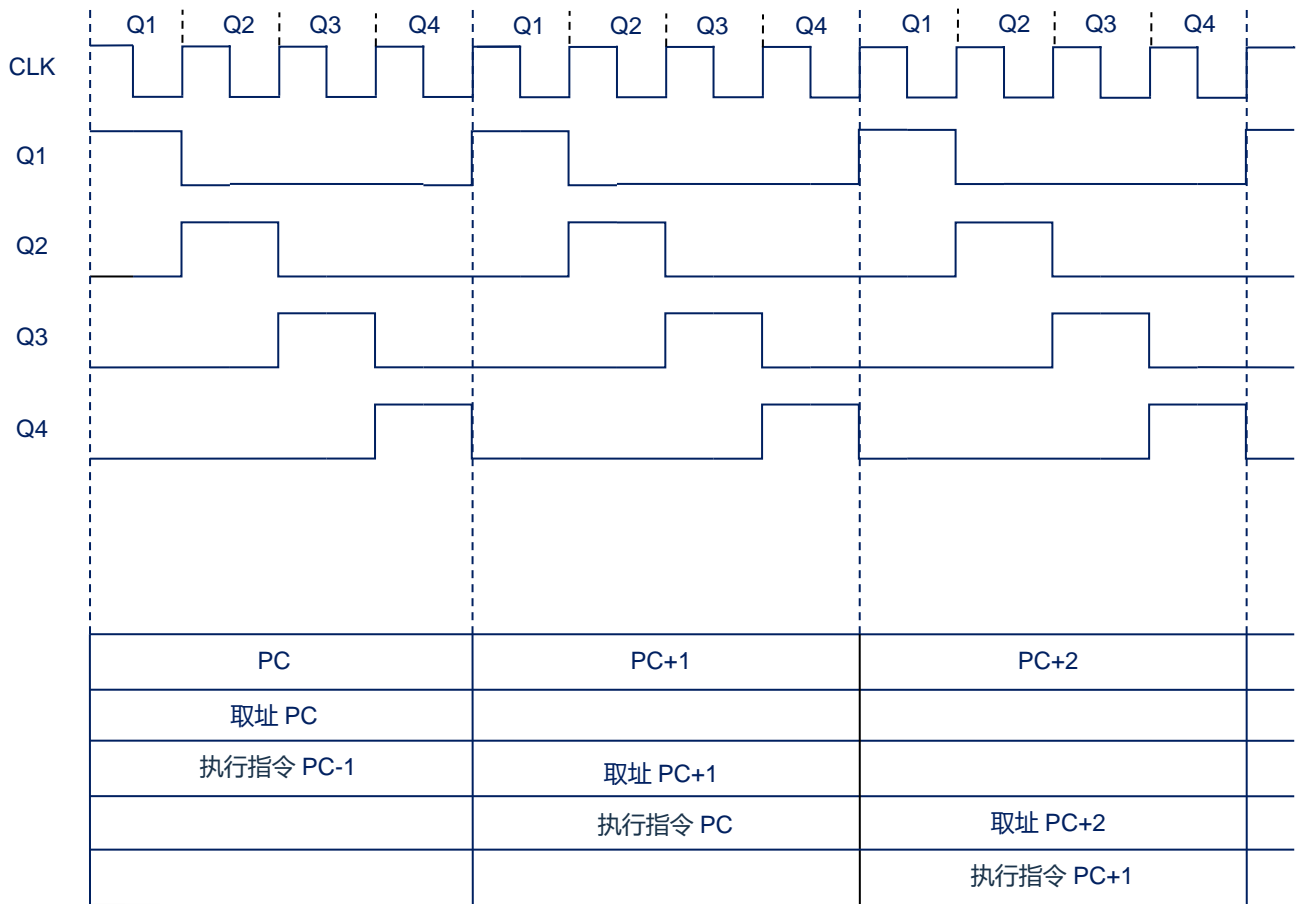 Q1 Q2 Q3 Q4 Q1 Q2 Q3 Q4 Q1 Q2 Q3 Q4
CLK
Q1
Q2
Q3
Q4
PC PC+1 PC+2
取址 PC
执行指令 PC-1 取址 PC+1
执行指令 PC 取址 PC+2
执行指令 PC+1